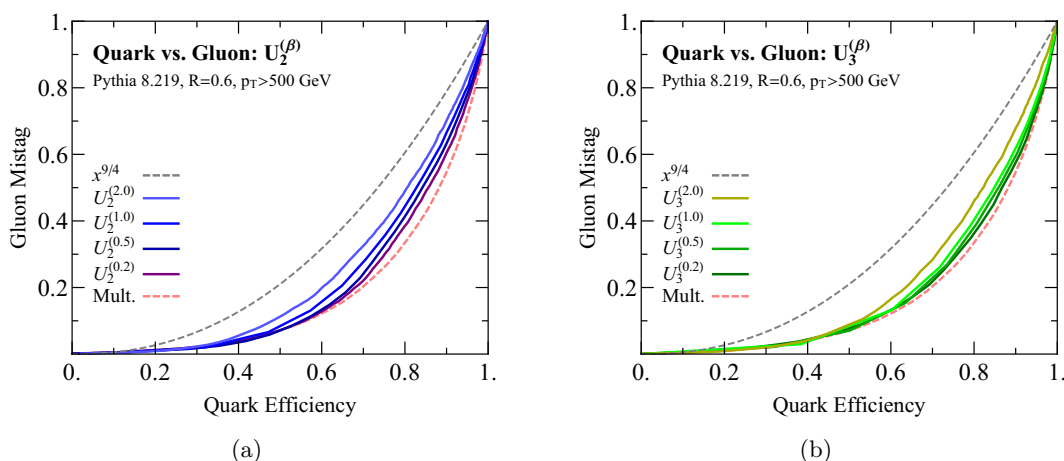 Quark vs. Gluon: U₂^(β)
Pythia 8.219, R=0.6, p_T>500 GeV
x^9/4
U₂^(2.0)
U₂^(1.0)
U₂^(0.5)
U₂^(0.2)
Mult.
Gluon Mistag
1.
0.8
0.6
0.4
0.2
0. 0.2 0.4 0.6 0.8 1.
Quark Efficiency
(a)
Quark vs. Gluon: U₃^(β)
Pythia 8.219, R=0.6, p_T>500 GeV
x^9/4
U₃^(2.0)
U₃^(1.0)
U₃^(0.5)
U₃^(0.2)
Mult.
Gluon Mistag
1.
0.8
0.6
0.4
0.2
0. 0.2 0.4 0.6 0.8 1.
Quark Efficiency
(b)